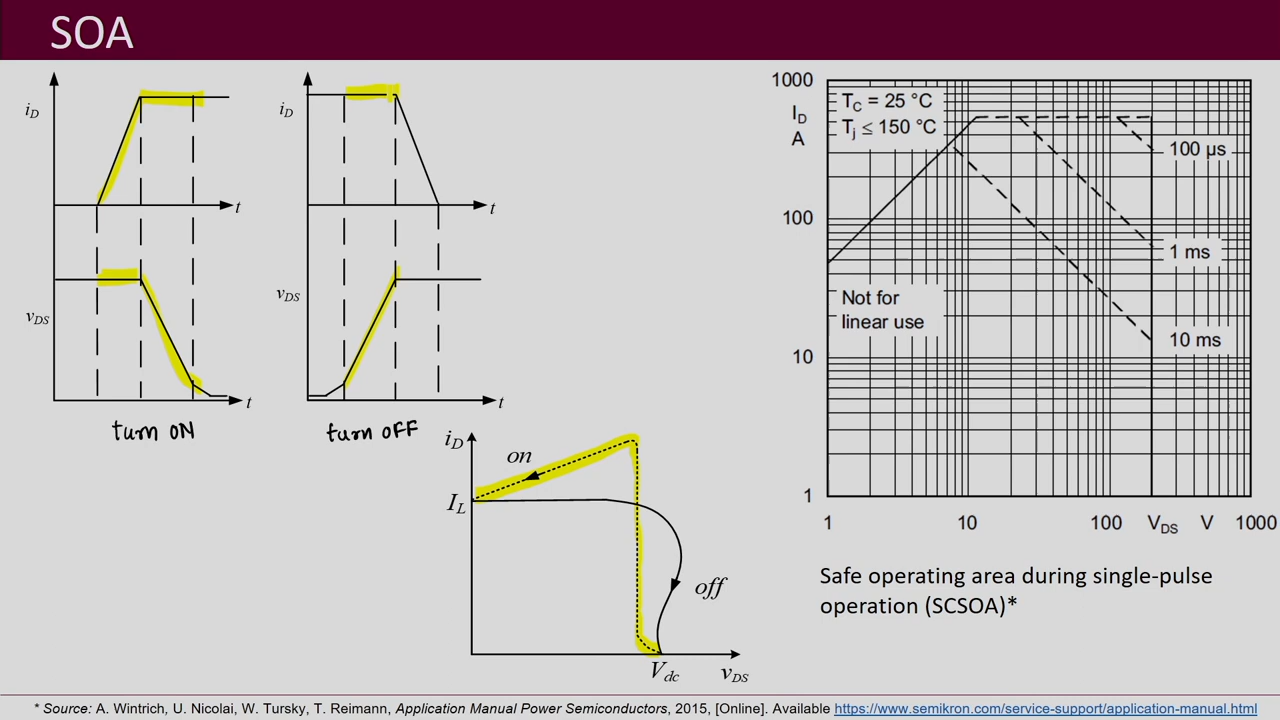 SOA
i_D
t
v_DS
t
turn ON
i_D
t
v_DS
t
turn OFF
i_D
on
I_L
off
V_dc
v_DS
1000
I_D
A
100
10
1
T_C = 25 °C
T_j ≤ 150 °C
100 µs
1 ms
Not for
linear use
10 ms
1 10 100 V_DS V 1000
Safe operating area during single-pulse
operation (SCSOA)*
* Source: A. Wintrich, U. Nicolai, W. Tursky, T. Reimann, Application Manual Power Semiconductors, 2015, [Online]. Available https://www.semikron.com/service-support/application-manual.html